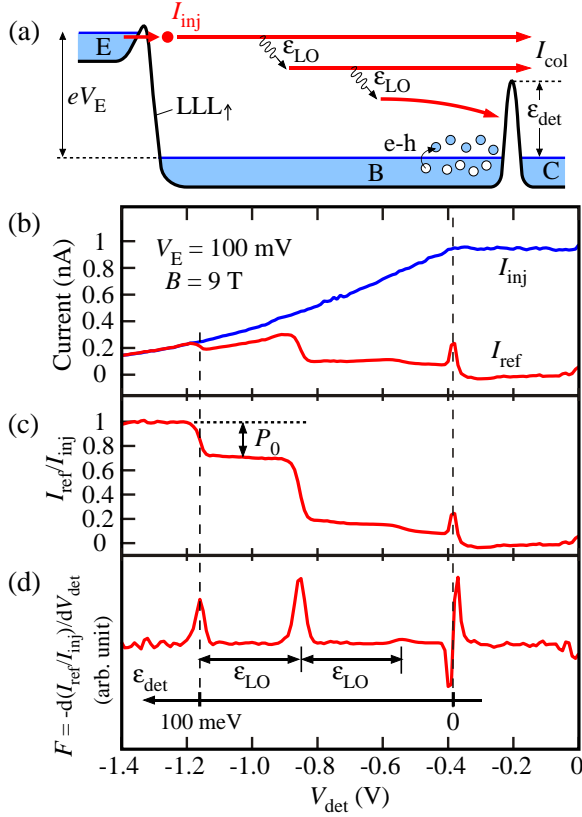 (a)
I_inj
E
ε_LO
I_col
ε_LO
eV_E
LLL↑
ε_det
e-h
B
C
(b)
V_E = 100 mV
B = 9 T
I_inj
I_ref
Current (nA)
1
0.8
0.6
0.4
0.2
0
(c)
P_0
I_ref/I_inj
1
0.8
0.6
0.4
0.2
0
(d)
F = -d(I_ref/I_inj)/dV_det
(arb. unit)
ε_LO
ε_LO
ε_det
100 meV
0
-1.4
-1.2
-1.0
-0.8
-0.6
-0.4
-0.2
0
V_det (V)